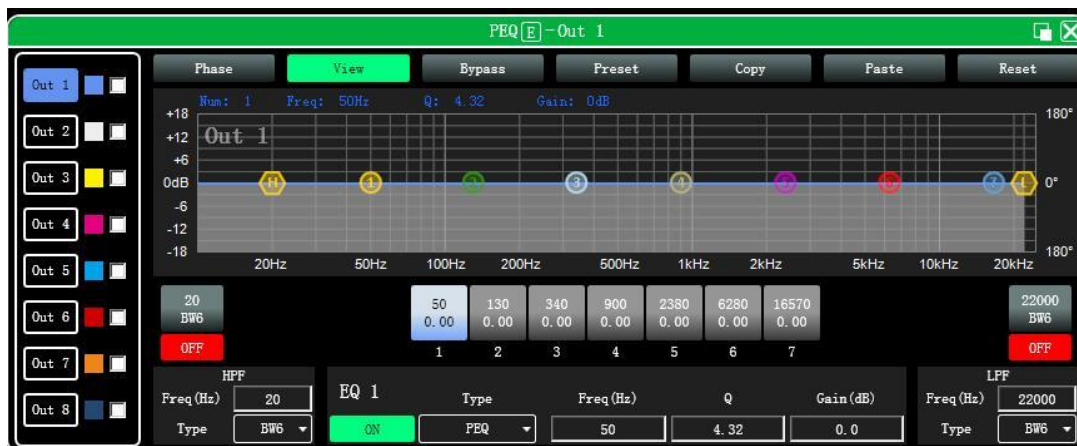 PEQ E -Out 1
Phase View Bypass Preset Copy Paste Reset
Num: 1 Freq: 50Hz Q: 4.32 Gain: 0dB
Out 1
Out 2
Out 3
Out 4
Out 5
Out 6
Out 7
Out 8
Out 1
+18
+12
+6
0dB
-6
-12
-18
180°
0°
180°
H 1 2 3 4 5 6 7 L
20Hz 50Hz 100Hz 200Hz 500Hz 1kHz 2kHz 5kHz 10kHz 20kHz
20
BW6
OFF
50 130 340 900 2380 6280 16570
0.00 0.00 0.00 0.00 0.00 0.00 0.00
1 2 3 4 5 6 7
22000
BW6
OFF
HPF
Freq(Hz) 20
Type BW6
EQ 1 Type Freq(Hz) Q Gain(dB)
ON PEQ 50 4.32 0.0
LPF
Freq(Hz) 22000
Type BW6